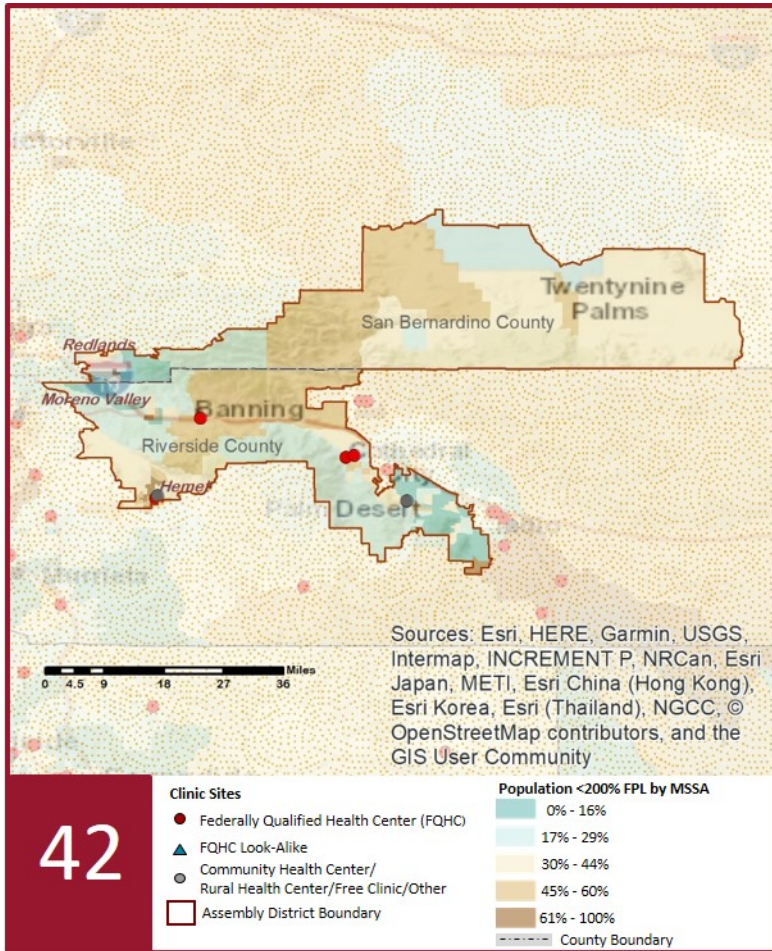 Redlands
Twentynine
Palms
San Bernardino County
Moreno Valley
Banning
Riverside County
Cathedral
Hemet
Palm Desert
Sources: Esri, HERE, Garmin, USGS,
Intermap, INCREMENT P, NRCan, Esri
Japan, METI, Esri China (Hong Kong),
Esri Korea, Esri (Thailand), NGCC, ©
OpenStreetMap contributors, and the
GIS User Community
Miles
0 4.5 9 18 27 36
42
Clinic Sites
Federally Qualified Health Center (FQHC)
FQHC Look-Alike
Community Health Center/
Rural Health Center/Free Clinic/Other
Assembly District Boundary
Population <200% FPL by MSSA
0% - 16%
17% - 29%
30% - 44%
45% - 60%
61% - 100%
County Boundary